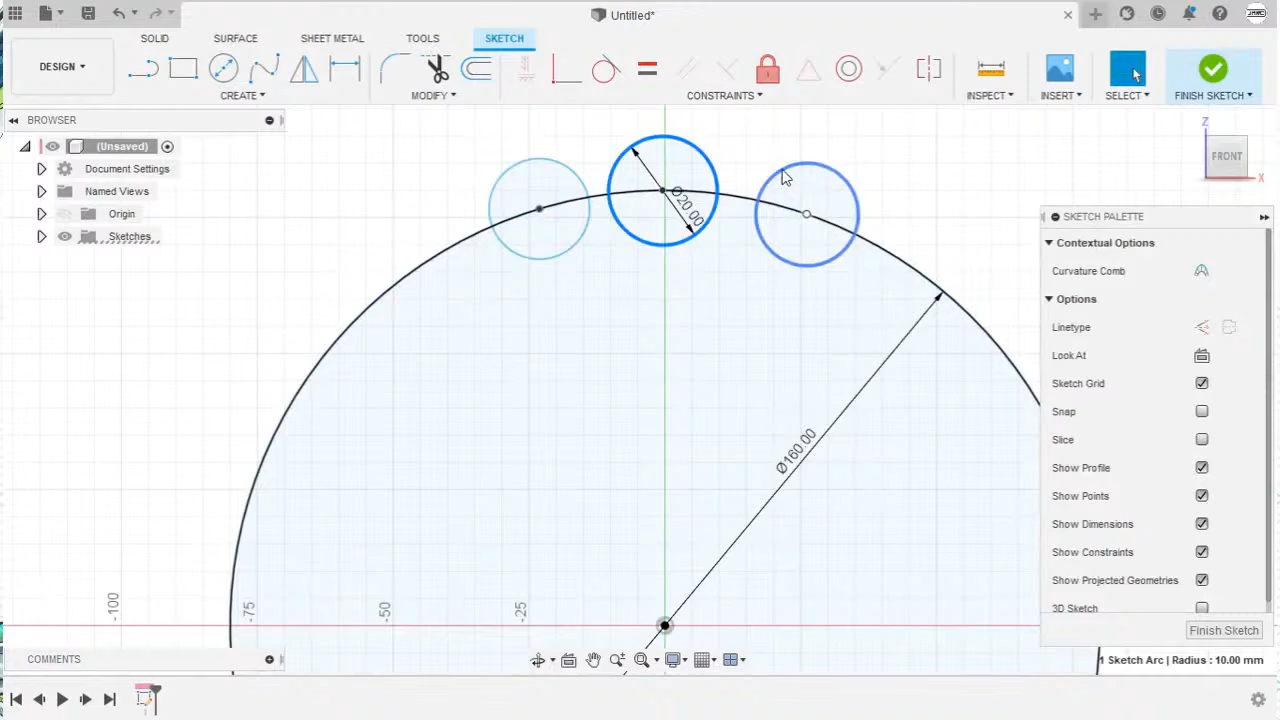 Untitled*
SOLID SURFACE SHEET METAL TOOLS SKETCH
DESIGN
CREATE MODIFY CONSTRAINTS INSPECT INSERT SELECT FINISH SKETCH
BROWSER
(Unsaved)
Document Settings
Named Views
Origin
Sketches
Z
FRONT
X
Ø20.00
Ø160.00
-100
-75
-50
-25
SKETCH PALETTE
Contextual Options
Curvature Comb
Options
Linetype
Look At
Sketch Grid
Snap
Slice
Show Profile
Show Points
Show Dimensions
Show Constraints
Show Projected Geometries
3D Sketch
Finish Sketch
COMMENTS
1 Sketch Arc | Radius : 10.00 mm